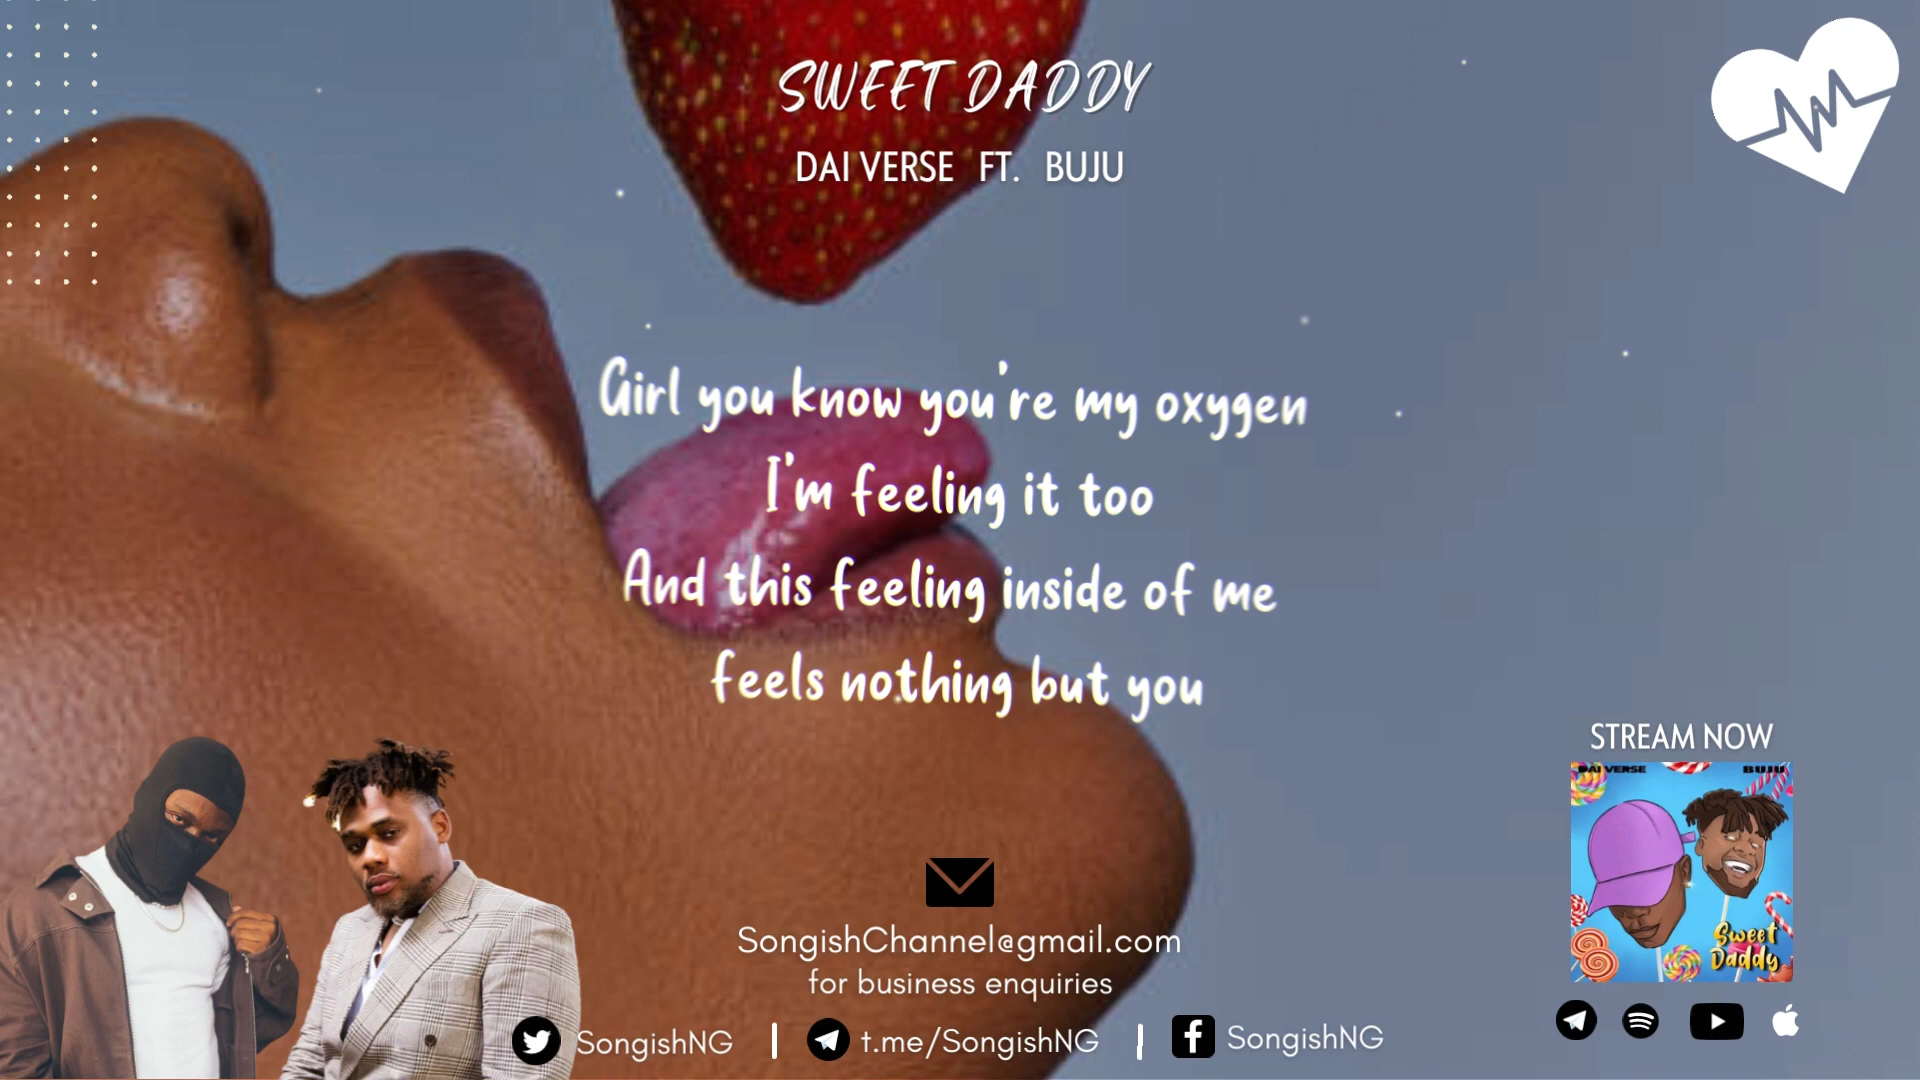 SWEET DADDY
DAI VERSE FT. BUJU
Girl you know you're my oxygen
I'm feeling it too
And this feeling inside of me
feels nothing but you
STREAM NOW
DAI VERSE BUJU
Sweet
Daddy
SongishChannel@gmail.com
for business enquiries
SongishNG | t.me/SongishNG | SongishNG